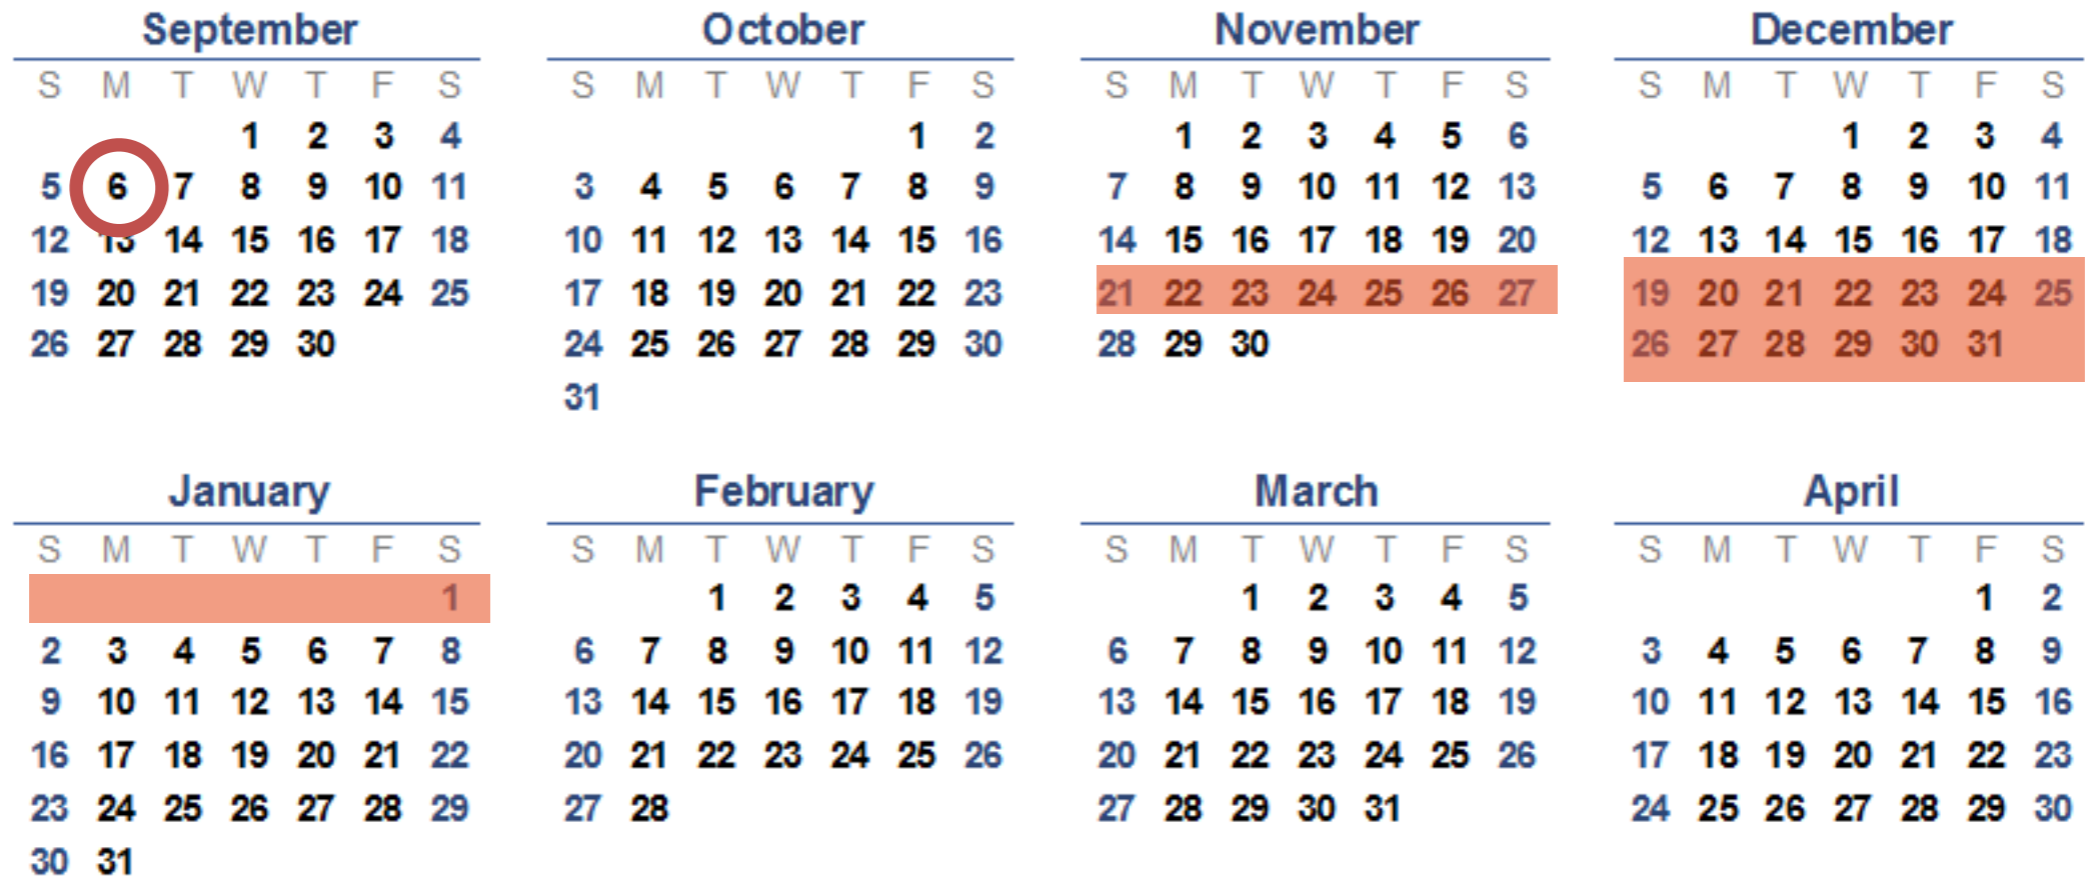 September October November December
S M T W T F S S M T W T F S S M T W T F S S M T W T F S
1 2 3 4 1 2 1 2 3 4 5 6 1 2 3 4
5 6 7 8 9 10 11 3 4 5 6 7 8 9 7 8 9 10 11 12 13 5 6 7 8 9 10 11
12 13 14 15 16 17 18 10 11 12 13 14 15 16 14 15 16 17 18 19 20 12 13 14 15 16 17 18
19 20 21 22 23 24 25 17 18 19 20 21 22 23 21 22 23 24 25 26 27 19 20 21 22 23 24 25
26 27 28 29 30 24 25 26 27 28 29 30 28 29 30 26 27 28 29 30 31
31
January February March April
S M T W T F S S M T W T F S S M T W T F S S M T W T F S
1 1 2 3 4 5 1 2 3 4 5 1 2
2 3 4 5 6 7 8 6 7 8 9 10 11 12 6 7 8 9 10 11 12 3 4 5 6 7 8 9
9 10 11 12 13 14 15 13 14 15 16 17 18 19 13 14 15 16 17 18 19 10 11 12 13 14 15 16
16 17 18 19 20 21 22 20 21 22 23 24 25 26 20 21 22 23 24 25 26 17 18 19 20 21 22 23
23 24 25 26 27 28 29 27 28 27 28 29 30 31 24 25 26 27 28 29 30
30 31